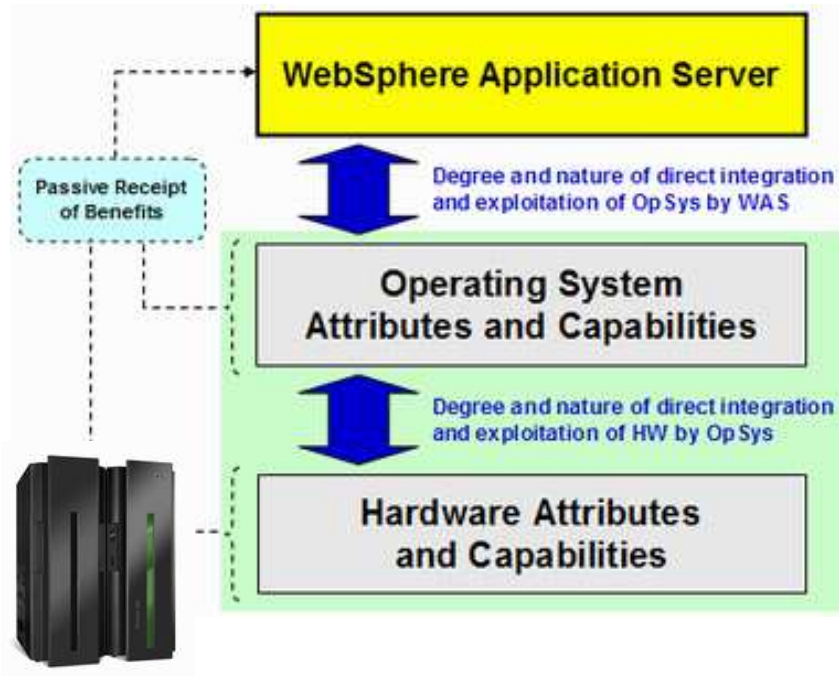 WebSphere Application Server
Passive Receipt
of Benefits
Degree and nature of direct integration
and exploitation of OpSys by WAS
Operating System
Attributes and Capabilities
Degree and nature of direct integration
and exploitation of HW by OpSys
Hardware Attributes
and Capabilities